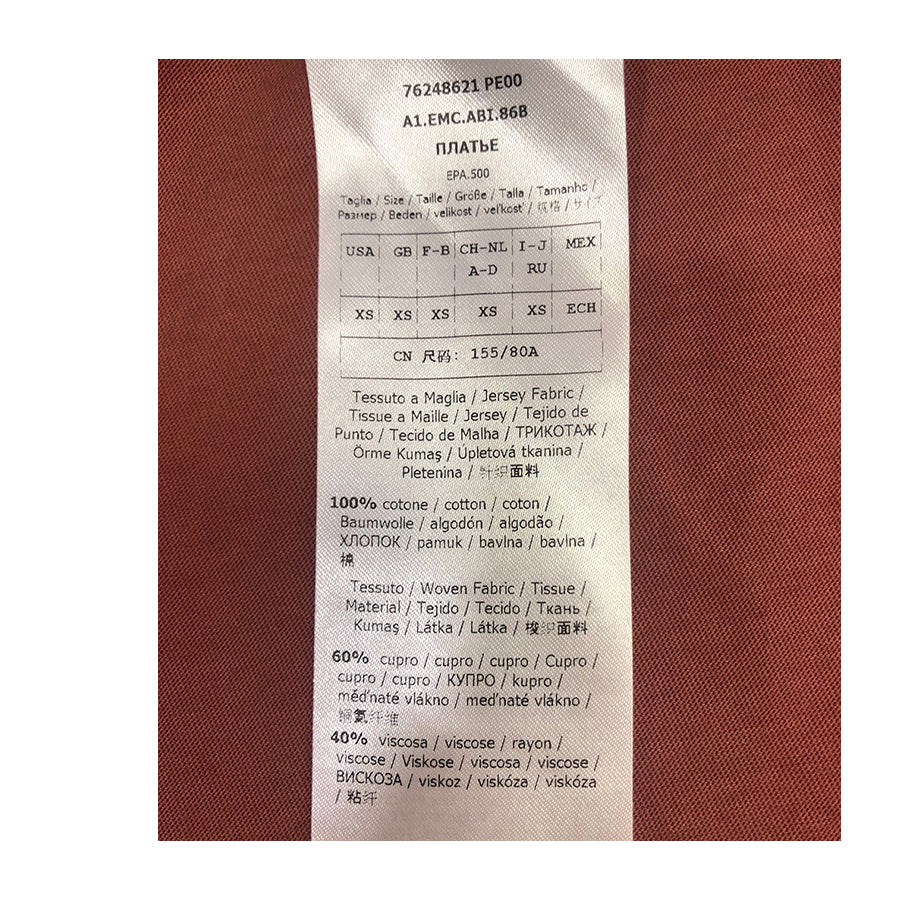 76248621 PE00
A1.EMC.ABI.86B
ПЛАТЬЕ
EPA.500
Taglia / Size / Taille / Größe / Talla / Tamanho /
Размер / Beden / velikost / veľkosť / 规格 / サイズ
USA GB F-B CH-NL I-J MEX
A-D RU
XS XS XS XS XS ECH
CN 尺码: 155/80A
Tessuto a Maglia / Jersey Fabric /
Tissue a Maille / Jersey / Tejido de
Punto / Tecido de Malha / ТРИКОТАЖ /
Örme Kumaş / Úpletová tkanina /
Pletenina / 针织面料
100% cotone / cotton / coton /
Baumwolle / algodón / algodão /
ХЛОПОК / pamuk / bavlna / bavlna /
棉
Tessuto / Woven Fabric / Tissue /
Material / Tejido / Tecido / Ткань /
Kumaş / Látka / Látka / 梭织面料
60% cupro / cupro / cupro / Cupro /
cupro / cupro / КУПРО / kupro /
měďnaté vlákno / meďnaté vlákno /
铜氨纤维
40% viscosa / viscose / rayon /
viscose / Viskose / viscosa / viscose /
ВИСКОЗА / viskoz / viskóza / viskóza
/ 粘纤